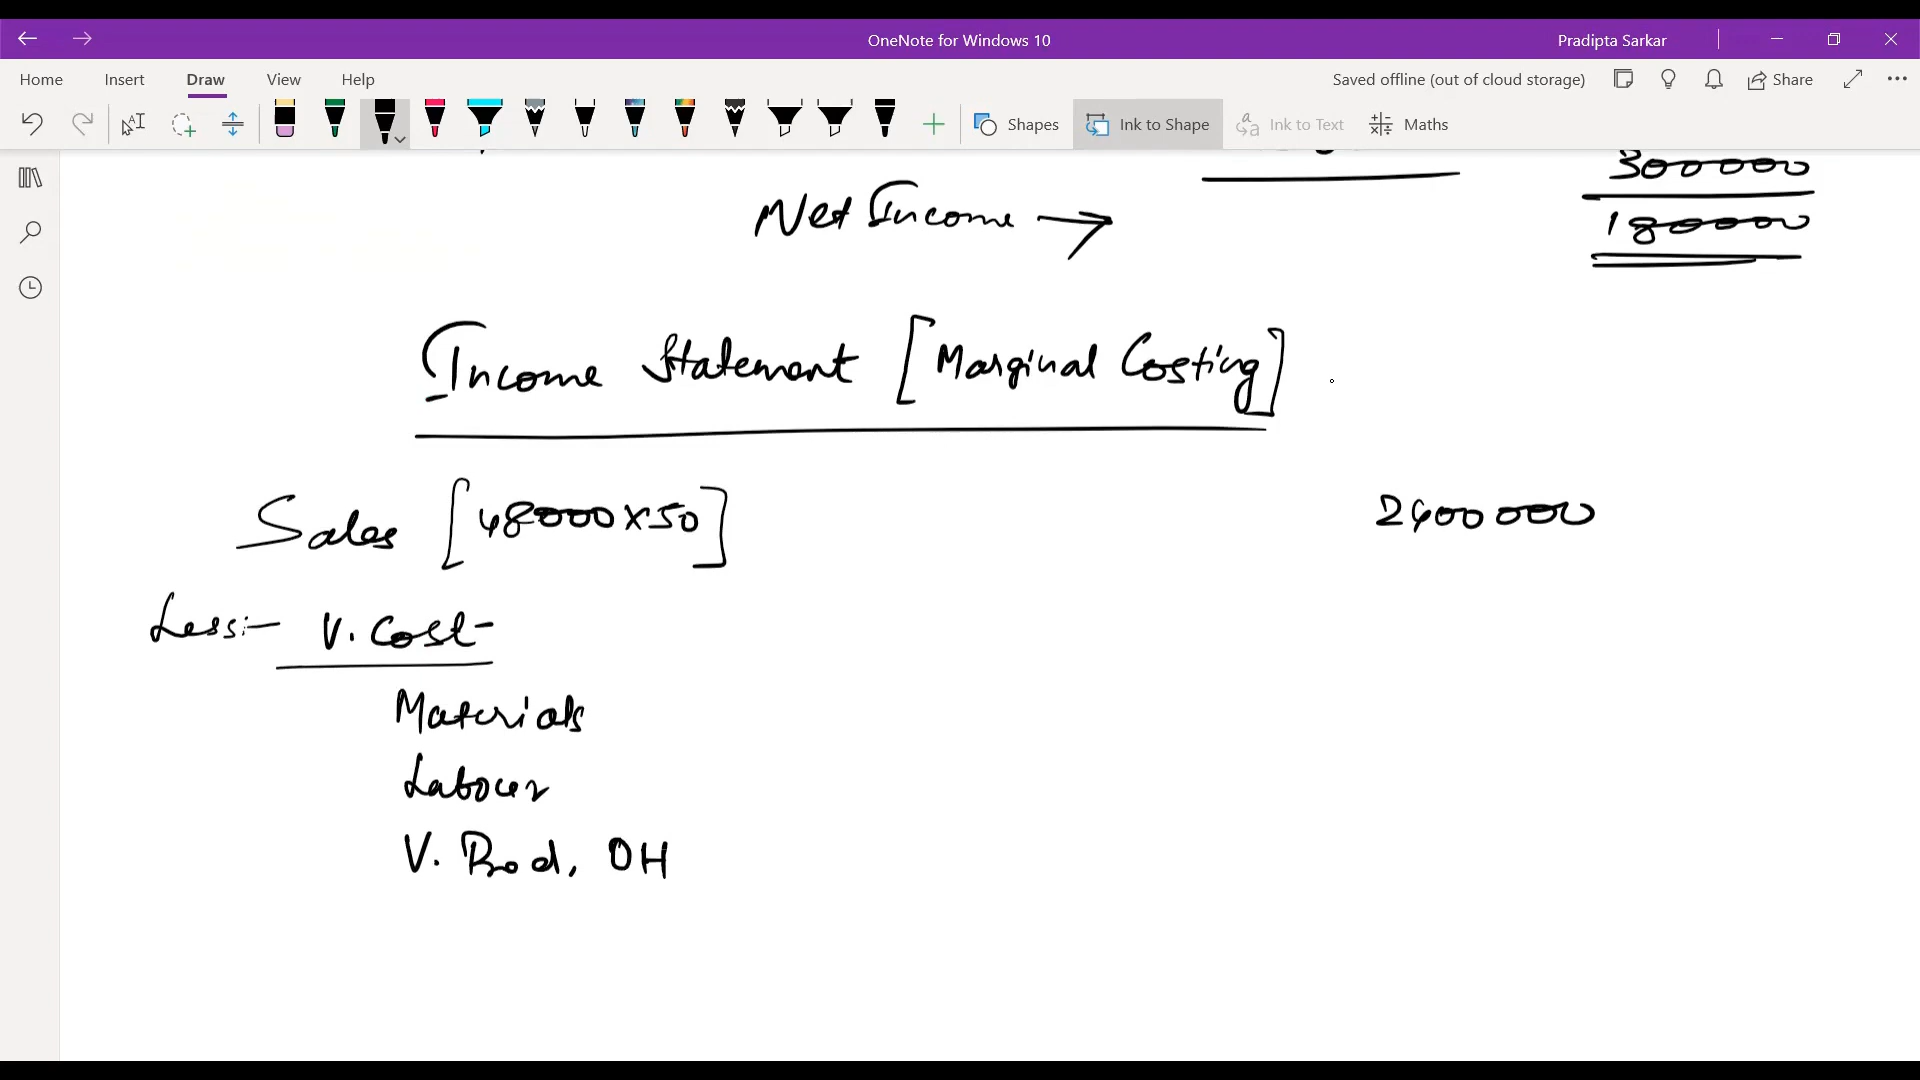 OneNote for Windows 10
Pradipta Sarkar
Home Insert Draw View Help
Saved offline (out of cloud storage)
Share
Shapes
Ink to Shape
Ink to Text
Maths
300000
Net Income →
180000
Income Statement [Marginal Costing]
Sales [48000x50] 2400000
Less:- V. Cost-
Materials
Labour
V. Prod, OH